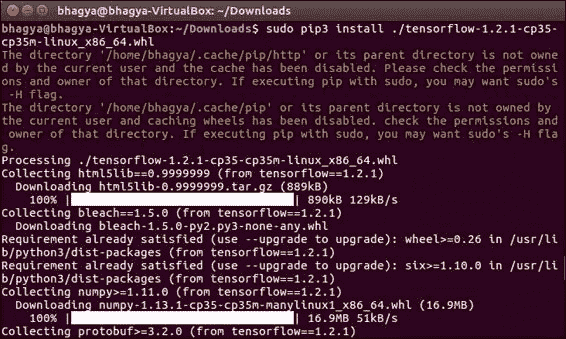 bhagya@bhagya-VirtualBox: ~/Downloads
bhagya@bhagya-VirtualBox:~/Downloads$ sudo pip3 install ./tensorflow-1.2.1-cp35-
cp35m-linux_x86_64.whl
The directory '/home/bhagya/.cache/pip/http' or its parent directory is not owne
d by the current user and the cache has been disabled. Please check the permissi
ons and owner of that directory. If executing pip with sudo, you may want sudo's
-H flag.
The directory '/home/bhagya/.cache/pip' or its parent directory is not owned by
the current user and caching wheels has been disabled. check the permissions and
owner of that directory. If executing pip with sudo, you may want sudo's -H fla
g.
Processing ./tensorflow-1.2.1-cp35-cp35m-linux_x86_64.whl
Collecting html5lib==0.9999999 (from tensorflow==1.2.1)
Downloading html5lib-0.9999999.tar.gz (889kB)
100% | | 890kB 129kB/s
Collecting bleach==1.5.0 (from tensorflow==1.2.1)
Downloading bleach-1.5.0-py2.py3-none-any.whl
Requirement already satisfied (use --upgrade to upgrade): wheel>=0.26 in /usr/li
b/python3/dist-packages (from tensorflow==1.2.1)
Requirement already satisfied (use --upgrade to upgrade): six>=1.10.0 in /usr/li
b/python3/dist-packages (from tensorflow==1.2.1)
Collecting numpy>=1.11.0 (from tensorflow==1.2.1)
Downloading numpy-1.13.1-cp35-cp35m-manylinux1_x86_64.whl (16.9MB)
100% | | 16.9MB 51kB/s
Collecting protobuf>=3.2.0 (from tensorflow==1.2.1)